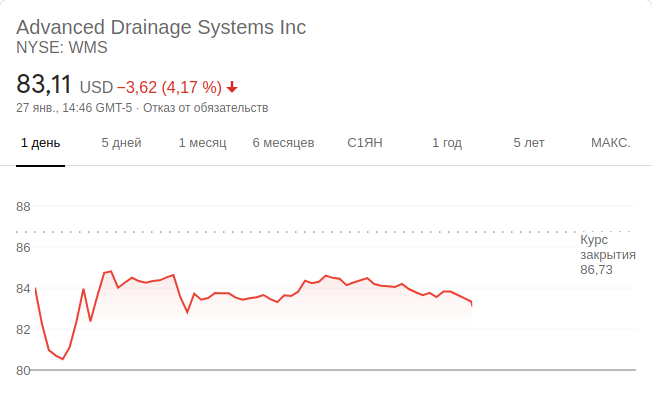 Advanced Drainage Systems Inc
NYSE: WMS
83,11 USD −3,62 (4,17 %)
27 янв., 14:46 GMT-5 · Отказ от обязательств
1 день 5 дней 1 месяц 6 месяцев С1ЯН 1 год 5 лет МАКС.
88
86
84
82
80
Курс
закрытия
86,73